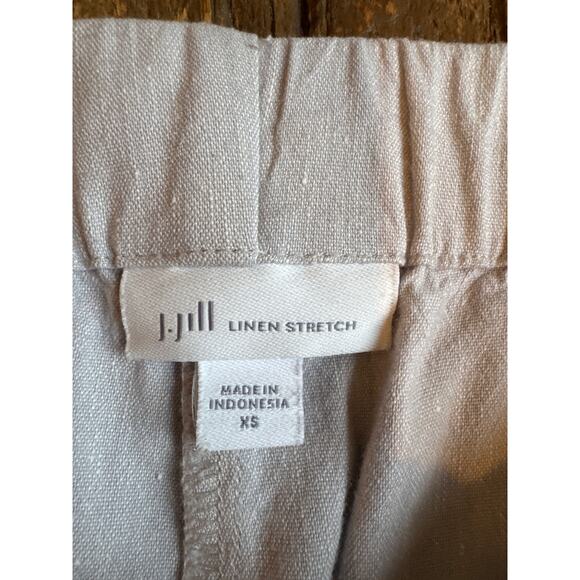 J.Jill LINEN STRETCH
MADE IN
INDONESIA
XS